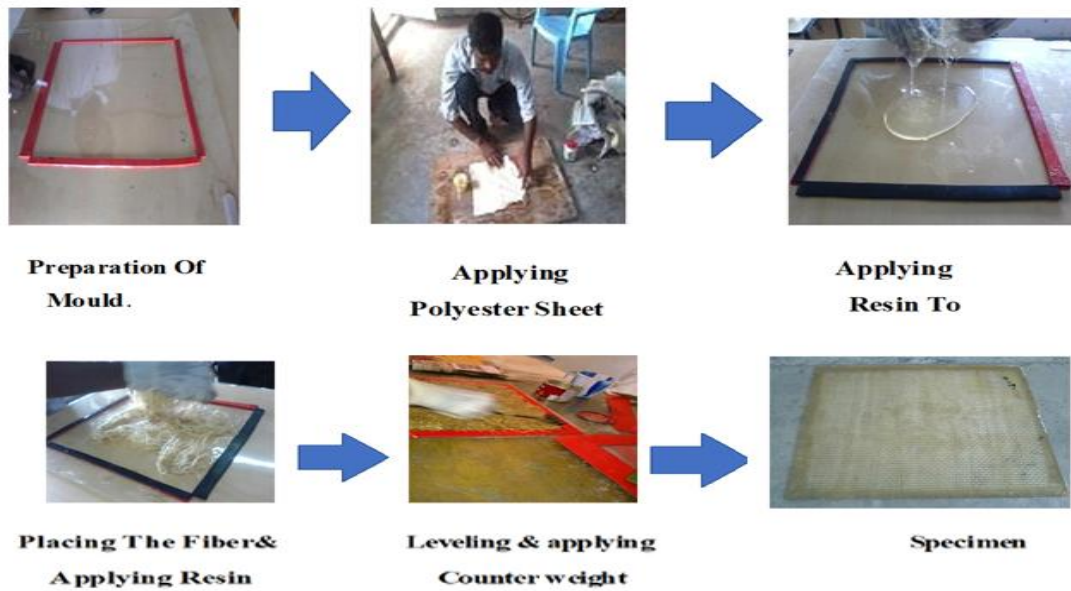 Preparation Of
Mould.
Applying
Polyester Sheet
Applying
Resin To
Placing The Fiber&
Applying Resin
Leveling & applying
Counter weight
Specimen